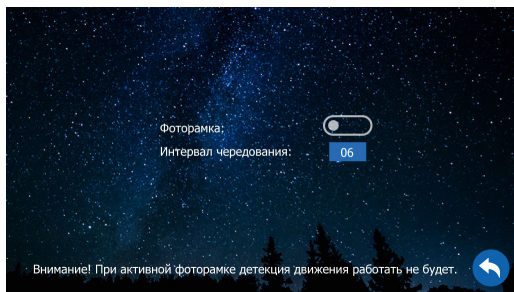 Фоторамка:
Интервал чередования: 06
Внимание! При активной фоторамке детекция движения работать не будет.